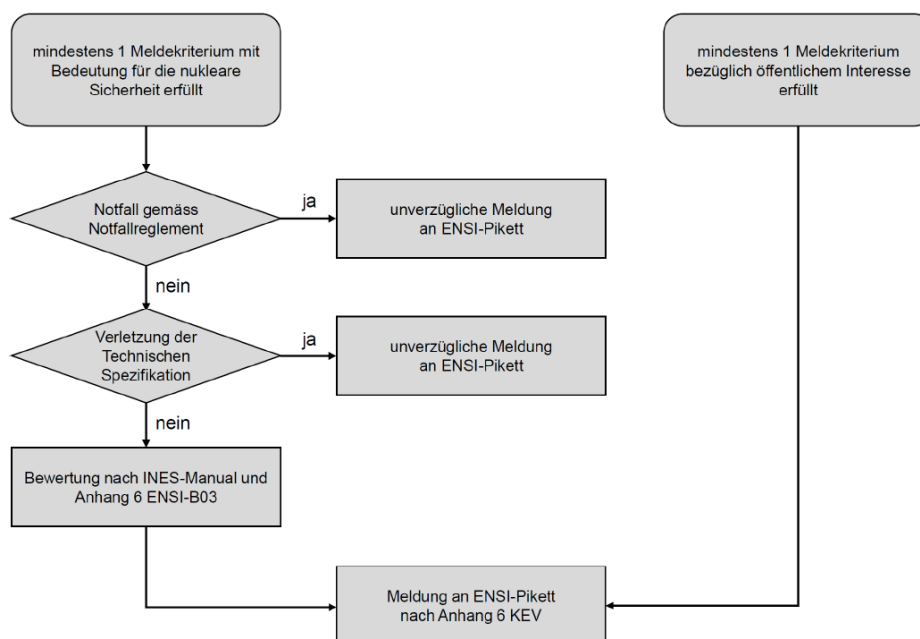 mindestens 1 Meldekriterium mit
Bedeutung für die nukleare
Sicherheit erfüllt
mindestens 1 Meldekriterium
bezüglich öffentlichem Interesse
erfüllt
Notfall gemäss
Notfallreglement
ja
unverzügliche Meldung
an ENSI-Pikett
nein
Verletzung der
Technischen
Spezifikation
ja
unverzügliche Meldung
an ENSI-Pikett
nein
Bewertung nach INES-Manual und
Anhang 6 ENSI-B03
Meldung an ENSI-Pikett
nach Anhang 6 KEV